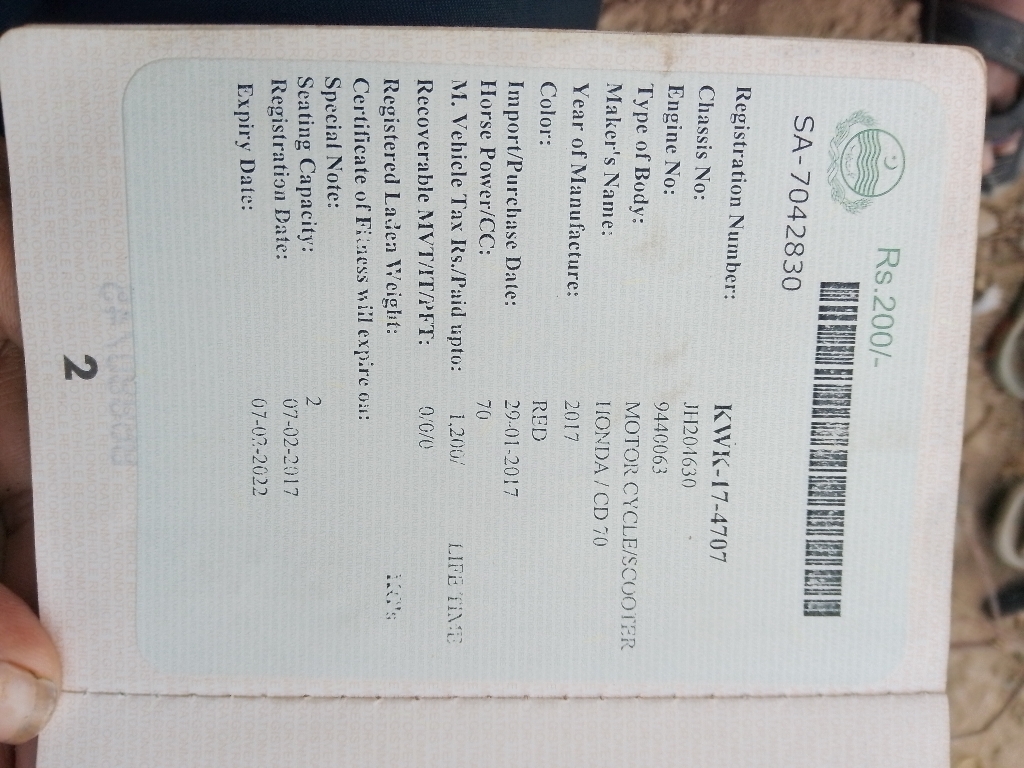 Rs.200/-
SA-7042830
Registration Number: KWK-17-4707
Chassis No: JH204630
Engine No: 9440063
Type of Body: MOTOR CYCLE/SCOOTER
Maker's Name: HONDA / CD 70
Year of Manufacture: 2017
Color: RED
Import/Purchase Date: 29-01-2017
Horse Power/CC: 70
M. Vehicle Tax Rs./Paid upto: 1,200/ LIFE TIME
Recoverable MVT/IT/PFT: 0/0/0
Registered Laden Weight: KG's
Certificate of Fitness will expire on:
Special Note:
Seating Capacity: 2
Registration Date: 07-02-2017
Expiry Date: 07-02-2022
2